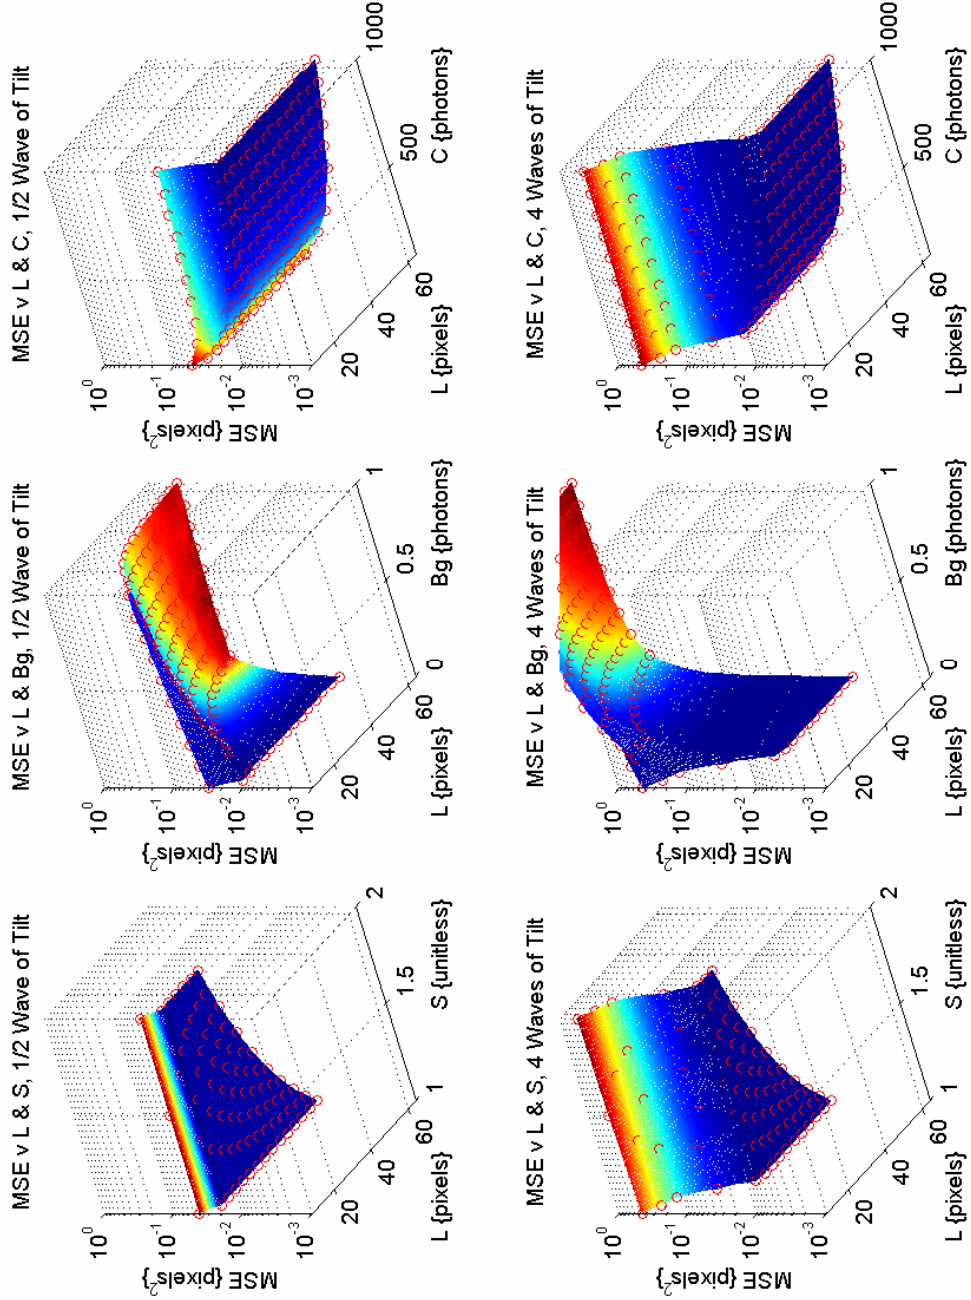 MSE v L & S, 1/2 Wave of Tilt
10⁰
10⁻¹
10⁻²
10⁻³
MSE {pixels²}
20
40
60
L {pixels}
1
1.5
2
S {unitless}
MSE v L & Bg, 1/2 Wave of Tilt
10⁰
10⁻¹
10⁻²
10⁻³
MSE {pixels²}
20
40
60
L {pixels}
0
0.5
1
Bg {photons}
MSE v L & C, 1/2 Wave of Tilt
10⁰
10⁻¹
10⁻²
10⁻³
MSE {pixels²}
20
40
60
L {pixels}
500
1000
C {photons}
MSE v L & S, 4 Waves of Tilt
10⁰
10⁻¹
10⁻²
10⁻³
MSE {pixels²}
20
40
60
L {pixels}
1
1.5
2
S {unitless}
MSE v L & Bg, 4 Waves of Tilt
10⁰
10⁻¹
10⁻²
10⁻³
MSE {pixels²}
20
40
60
L {pixels}
0
0.5
1
Bg {photons}
MSE v L & C, 4 Waves of Tilt
10⁰
10⁻¹
10⁻²
10⁻³
MSE {pixels²}
20
40
60
L {pixels}
500
1000
C {photons}